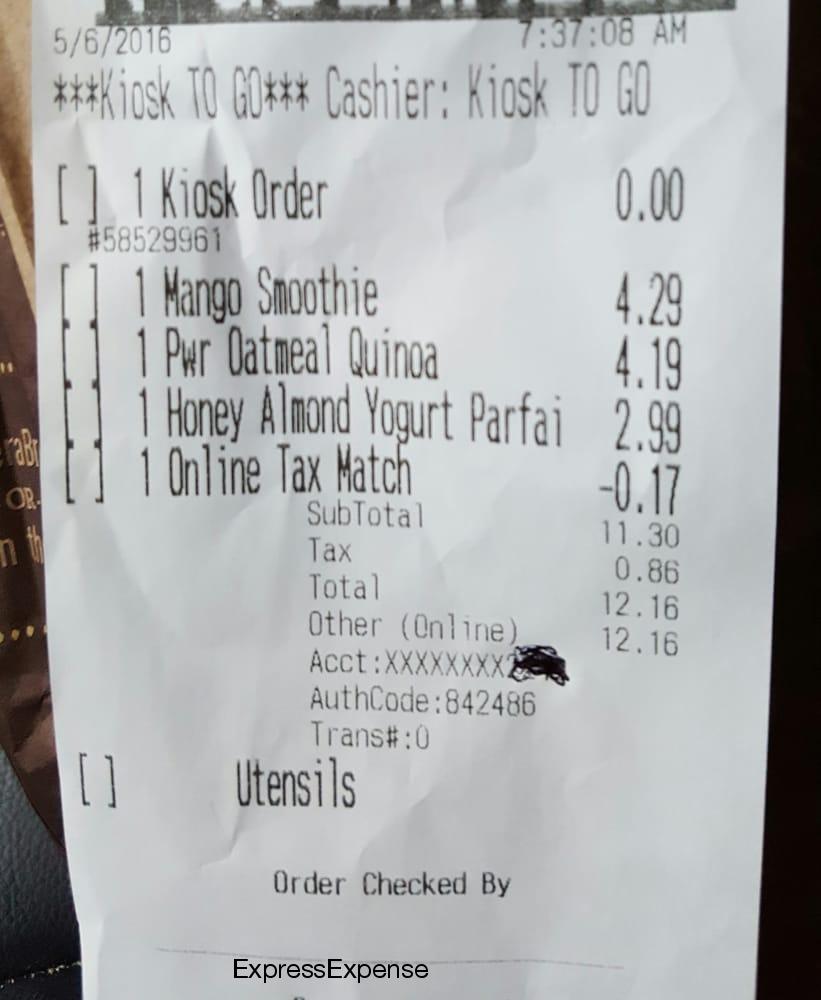 5/6/2016 7:37:08 AM
***Kiosk TO GO*** Cashier: Kiosk TO GO
[ ] 1 Kiosk Order 0.00
#58529961
[ ] 1 Mango Smoothie 4.29
[ ] 1 Pwr Oatmeal Quinoa 4.19
[ ] 1 Honey Almond Yogurt Parfai 2.99
[ ] 1 Online Tax Match -0.17
SubTotal 11.30
Tax 0.86
Total 12.16
Other (Online) 12.16
Acct:XXXXXXXX
AuthCode:842486
Trans#:0
[ ] Utensils
Order Checked By
ExpressExpense